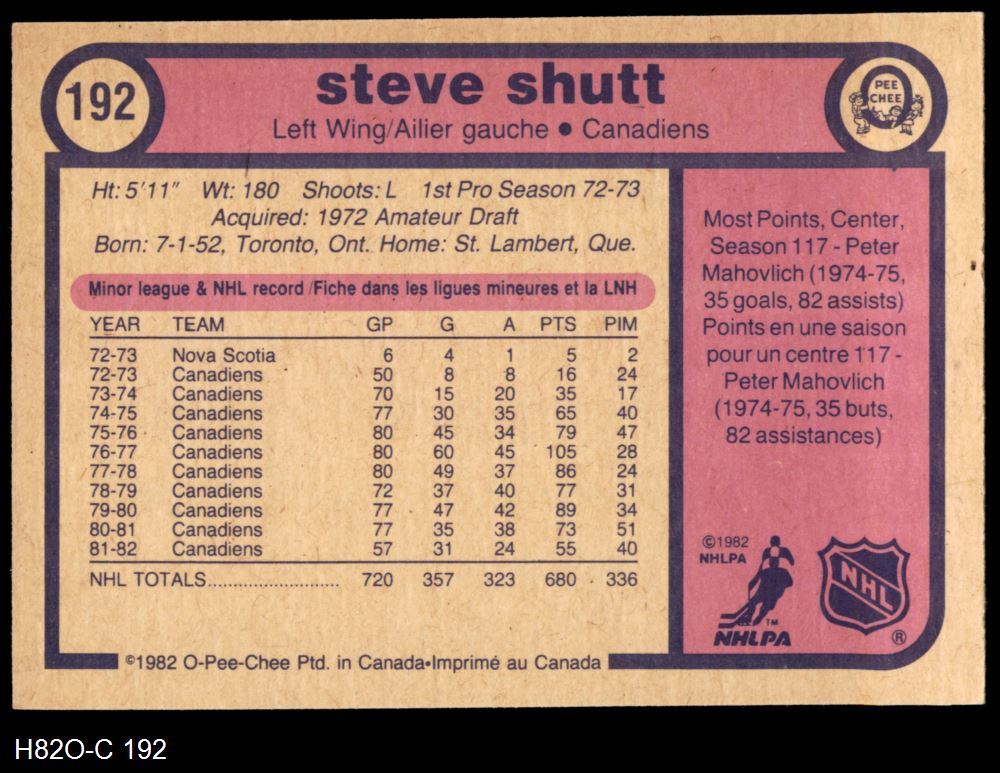 192
steve shutt
PEE
CHEE
Left Wing/Ailier gauche ● Canadiens
Ht: 5'11" Wt: 180 Shoots: L 1st Pro Season 72-73
Acquired: 1972 Amateur Draft
Born: 7-1-52, Toronto, Ont. Home: St. Lambert, Que.
Minor league & NHL record/Fiche dans les ligues mineures et la LNH
YEAR TEAM GP G A PTS PIM
72-73 Nova Scotia 6 4 1 5 2
72-73 Canadiens 50 8 8 16 24
73-74 Canadiens 70 15 20 35 17
74-75 Canadiens 77 30 35 65 40
75-76 Canadiens 80 45 34 79 47
76-77 Canadiens 80 60 45 105 28
77-78 Canadiens 80 49 37 86 24
78-79 Canadiens 72 37 40 77 31
79-80 Canadiens 77 47 42 89 34
80-81 Canadiens 77 35 38 73 51
81-82 Canadiens 57 31 24 55 40
NHL TOTALS........................ 720 357 323 680 336
Most Points, Center,
Season 117 - Peter
Mahovlich (1974-75,
35 goals, 82 assists)
Points en une saison
pour un centre 117 -
Peter Mahovlich
(1974-75, 35 buts,
82 assistances)
©1982
NHLPA
TM
NHLPA
NHL
®
©1982 O-Pee-Chee Ptd. in Canada•Imprimé au Canada
H82O-C 192